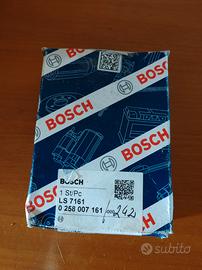 BOSCH
BOSCH
BOSCH
BOSCH
BOSCH
1 St/Pc
LS 7161
0 258 007 161
242
subito